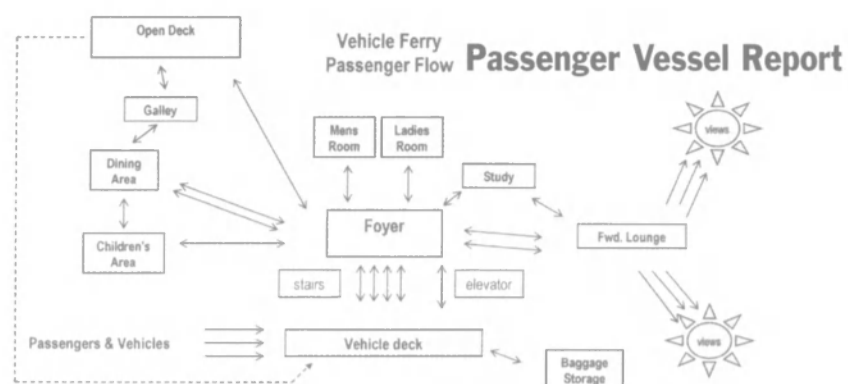 Open Deck
Vehicle Ferry
Passenger Flow
Passenger Vessel Report
views
Galley
Mens
Room
Ladies
Room
Dining
Area
Study
Foyer
Fwd. Lounge
Children's
Area
stairs
elevator
Passengers & Vehicles
Vehicle deck
views
Baggage
Storage